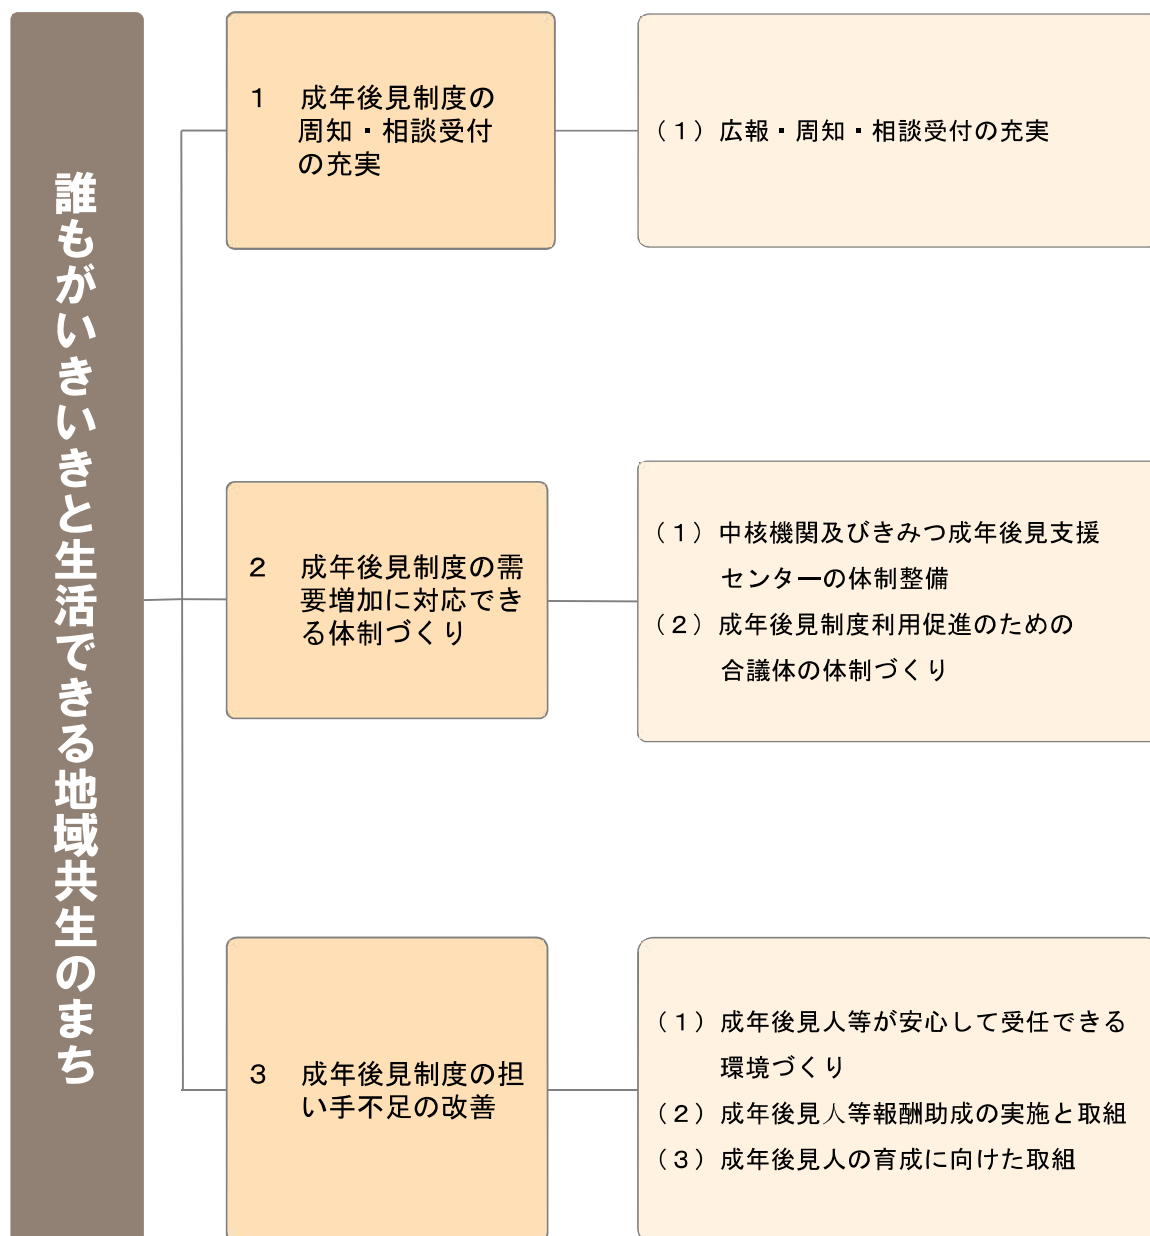 誰もがいきいきと生活できる地域共生のまち
１　成年後見制度の
周知・相談受付
の充実
（１）広報・周知・相談受付の充実
２　成年後見制度の需
要増加に対応でき
る体制づくり
（１）中核機関及びきみつ成年後見支援
センターの体制整備
（２）成年後見制度利用促進のための
合議体の体制づくり
３　成年後見制度の担
い手不足の改善
（１）成年後見人等が安心して受任できる
環境づくり
（２）成年後見人等報酬助成の実施と取組
（３）成年後見人の育成に向けた取組